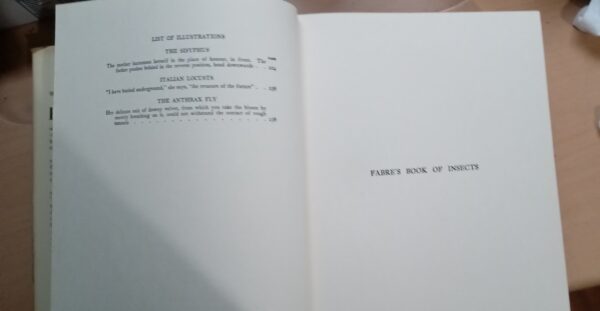 LIST OF ILLUSTRATIONS
THE SISYPHUS
The mother harnesses herself in the place of honour, in front. The
father pushes behind in the reverse position, head downwards
ITALIAN LOCUSTS
"I have buried underground," she says, "the treasure of the future" . . 238
THE ANTHRAX FLY
Her delicate suit of downy velvet, from which you take the bloom by
merely breathing on it, could not withstand the contact of rough
tunnels
FABRE'S BOOK OF INSECTS